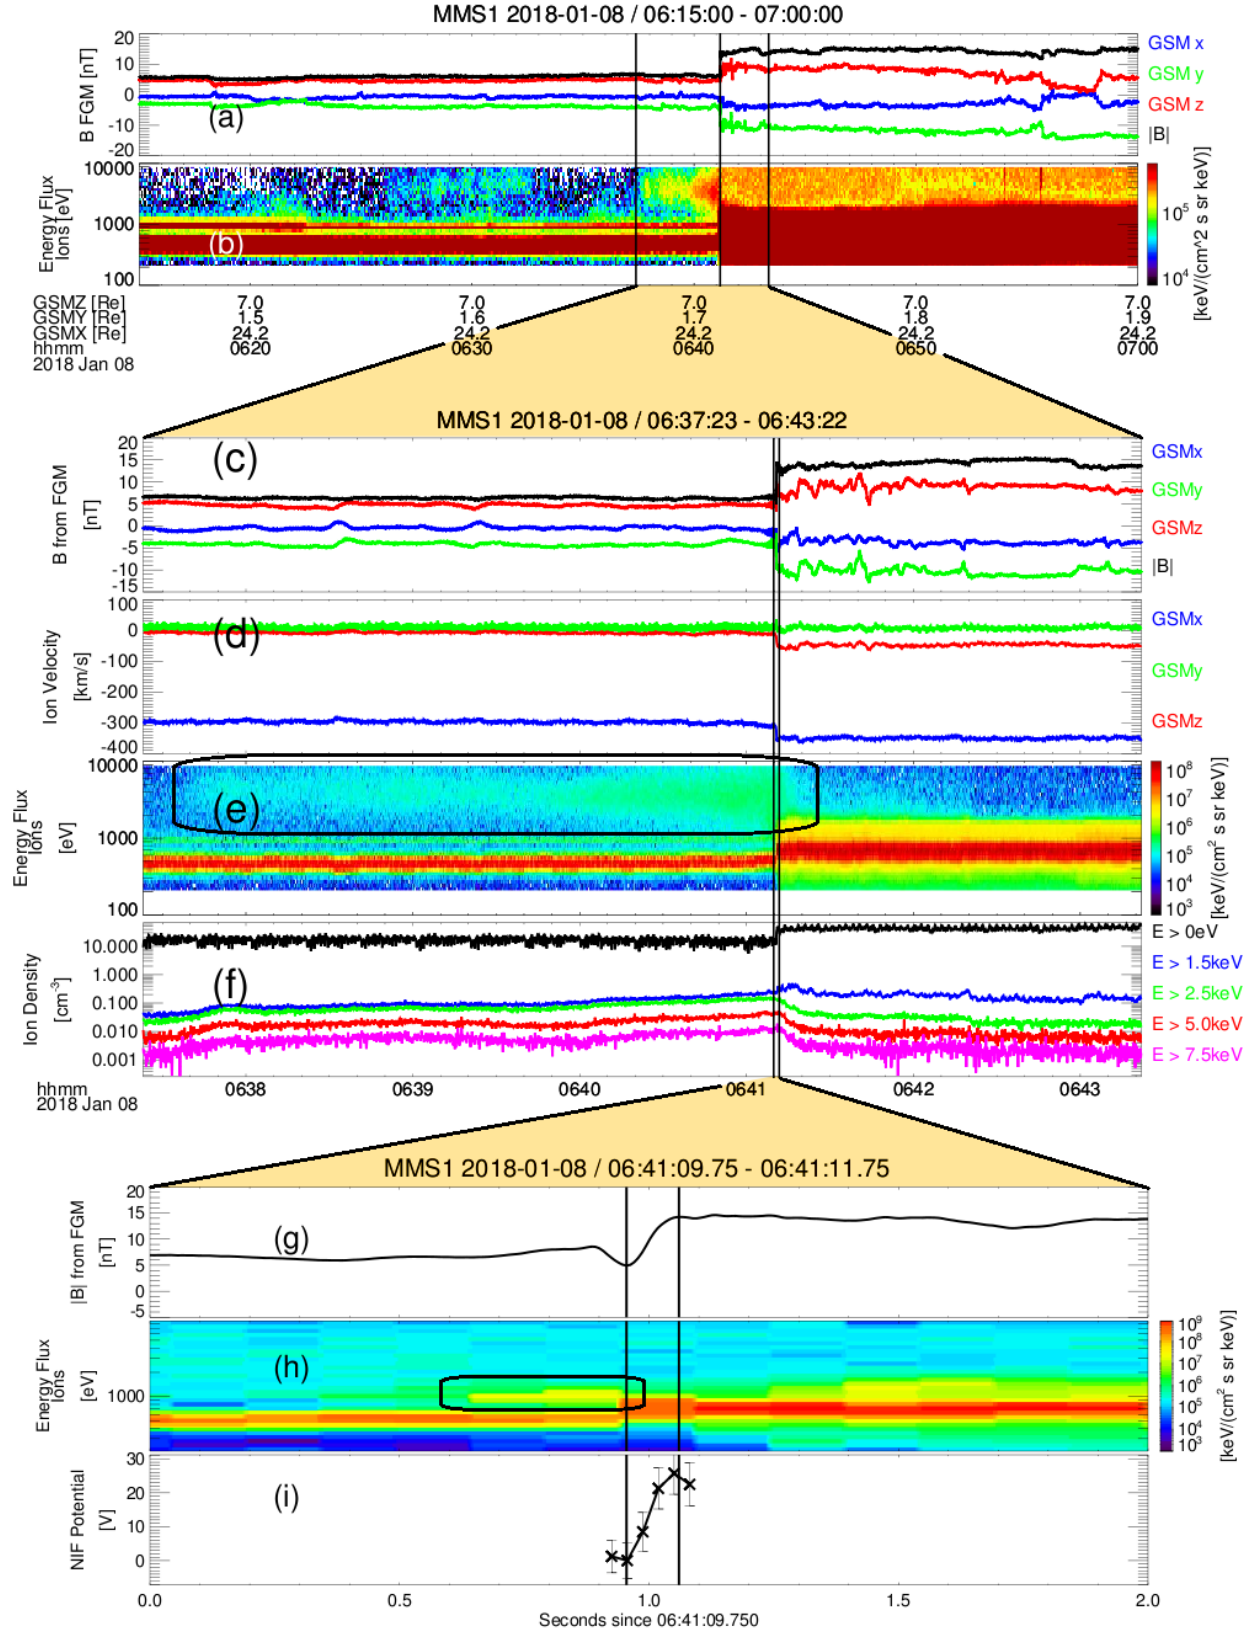 MMS1 2018-01-08 / 06:15:00 - 07:00:00
20
10
0
-10
-20
B FGM [nT]
(a)
GSM x
GSM y
GSM z
|B|
10000
1000
100
Energy Flux
Ions [eV]
(b)
10^5
10^4
[keV/(cm^2 s sr keV)]
GSMZ [Re] 7.0 7.0 7.0 7.0 7.0
GSMY [Re] 1.5 1.6 1.7 1.8 1.9
GSMX [Re] 24.2 24.2 24.2 24.2 24.2
hhmm 0620 0630 0640 0650 0700
2018 Jan 08
MMS1 2018-01-08 / 06:37:23 - 06:43:22
20
15
10
5
0
-5
-10
-15
B from FGM
[nT]
(c)
GSMx
GSMy
GSMz
|B|
100
0
-100
-200
-300
-400
Ion Velocity
[km/s]
(d)
GSMx
GSMy
GSMz
10000
1000
100
Energy Flux
Ions
[eV]
(e)
10^8
10^7
10^6
10^5
10^4
10^3
[keV/(cm² s sr keV)]
10.000
1.000
0.100
0.010
0.001
Ion Density
[cm⁻³]
(f)
E > 0eV
E > 1.5keV
E > 2.5keV
E > 5.0keV
E > 7.5keV
hhmm 0638 0639 0640 0641 0642 0643
2018 Jan 08
MMS1 2018-01-08 / 06:41:09.75 - 06:41:11.75
20
15
10
5
0
-5
|B| from FGM
[nT]
(g)
1000
Energy Flux
Ions
[eV]
(h)
10^9
10^8
10^7
10^6
10^5
10^4
10^3
[keV/(cm² s sr keV)]
30
20
10
0
NIF Potential
[V]
(i)
0.0 0.5 1.0 1.5 2.0
Seconds since 06:41:09.750